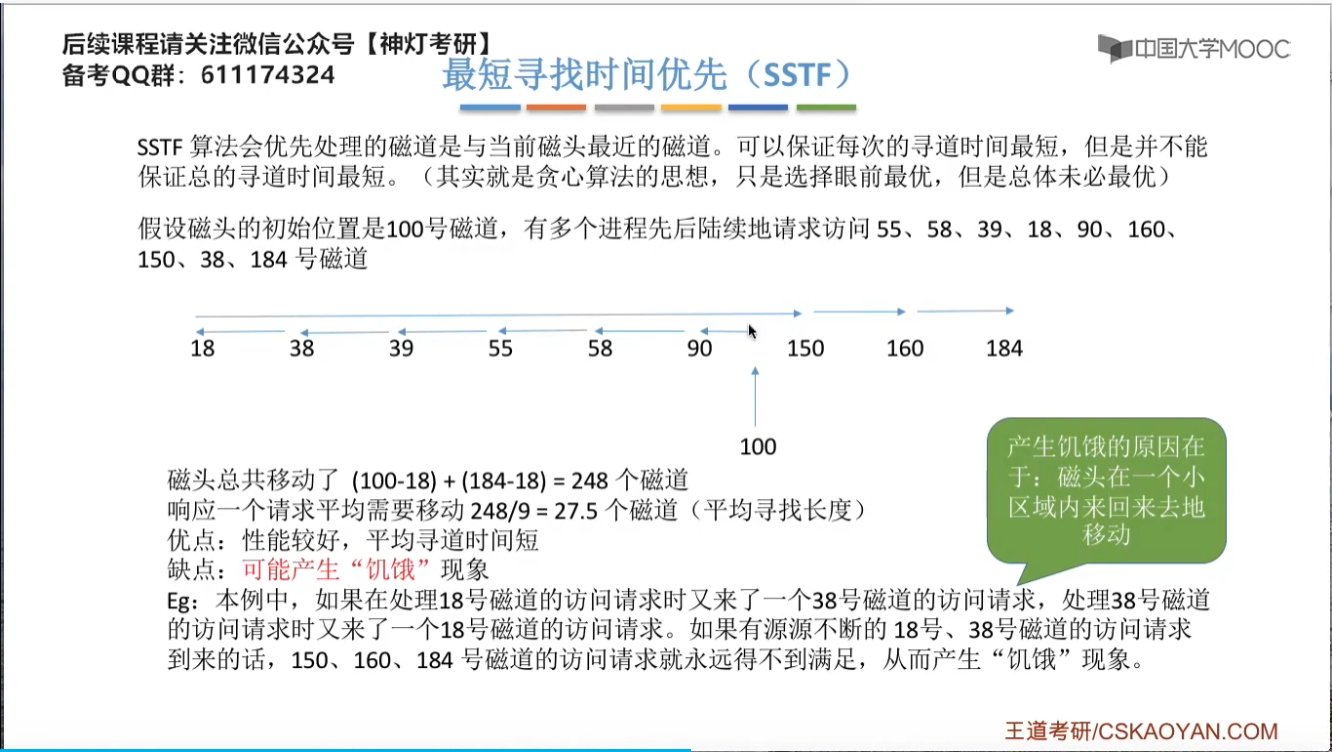 后续课程请关注微信公众号【神灯考研】
备考QQ群：611174324
中国大学MOOC
最短寻找时间优先（SSTF）
SSTF 算法会优先处理的磁道是与当前磁头最近的磁道。可以保证每次的寻道时间最短，但是并不能
保证总的寻道时间最短。（其实就是贪心算法的思想，只是选择眼前最优，但是总体未必最优）
假设磁头的初始位置是100号磁道，有多个进程先后陆续地请求访问 55、58、39、18、90、160、
150、38、184 号磁道
18 38 39 55 58 90 150 160 184
100
磁头总共移动了 (100-18) + (184-18) = 248 个磁道
响应一个请求平均需要移动 248/9 = 27.5 个磁道（平均寻找长度）
优点：性能较好，平均寻道时间短
缺点：可能产生“饥饿”现象
产生饥饿的原因在
于：磁头在一个小
区域内来回来去地
移动
Eg：本例中，如果在处理18号磁道的访问请求时又来了一个38号磁道的访问请求，处理38号磁道
的访问请求时又来了一个18号磁道的访问请求。如果有源源不断的 18号、38号磁道的访问请求
到来的话，150、160、184 号磁道的访问请求就永远得不到满足，从而产生“饥饿”现象。
王道考研/CSKAOYAN.COM